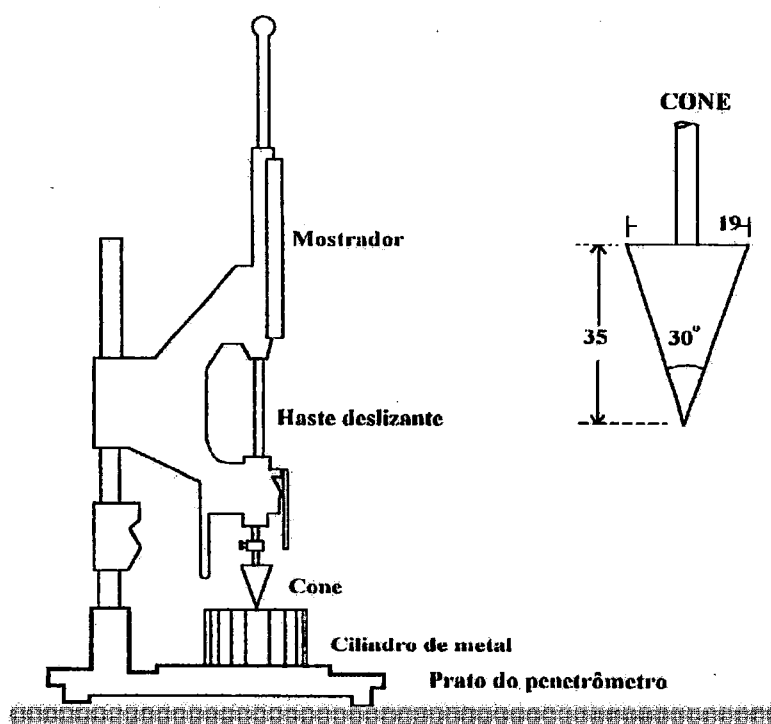 CONE
19
Mostrador
35
30°
Haste deslizante
Cone
Cilindro de metal
Prato do penetrômetro